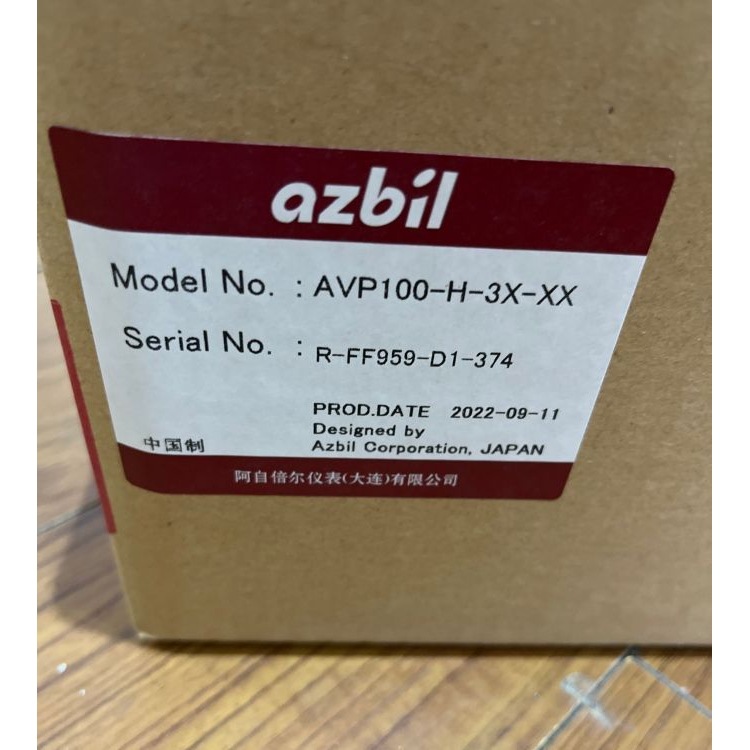 azbil
Model No. : AVP100-H-3X-XX
Serial No. : R-FF959-D1-374
PROD.DATE 2022-09-11
Designed by
中国制 Azbil Corporation, JAPAN
阿自倍尔仪表(大连)有限公司